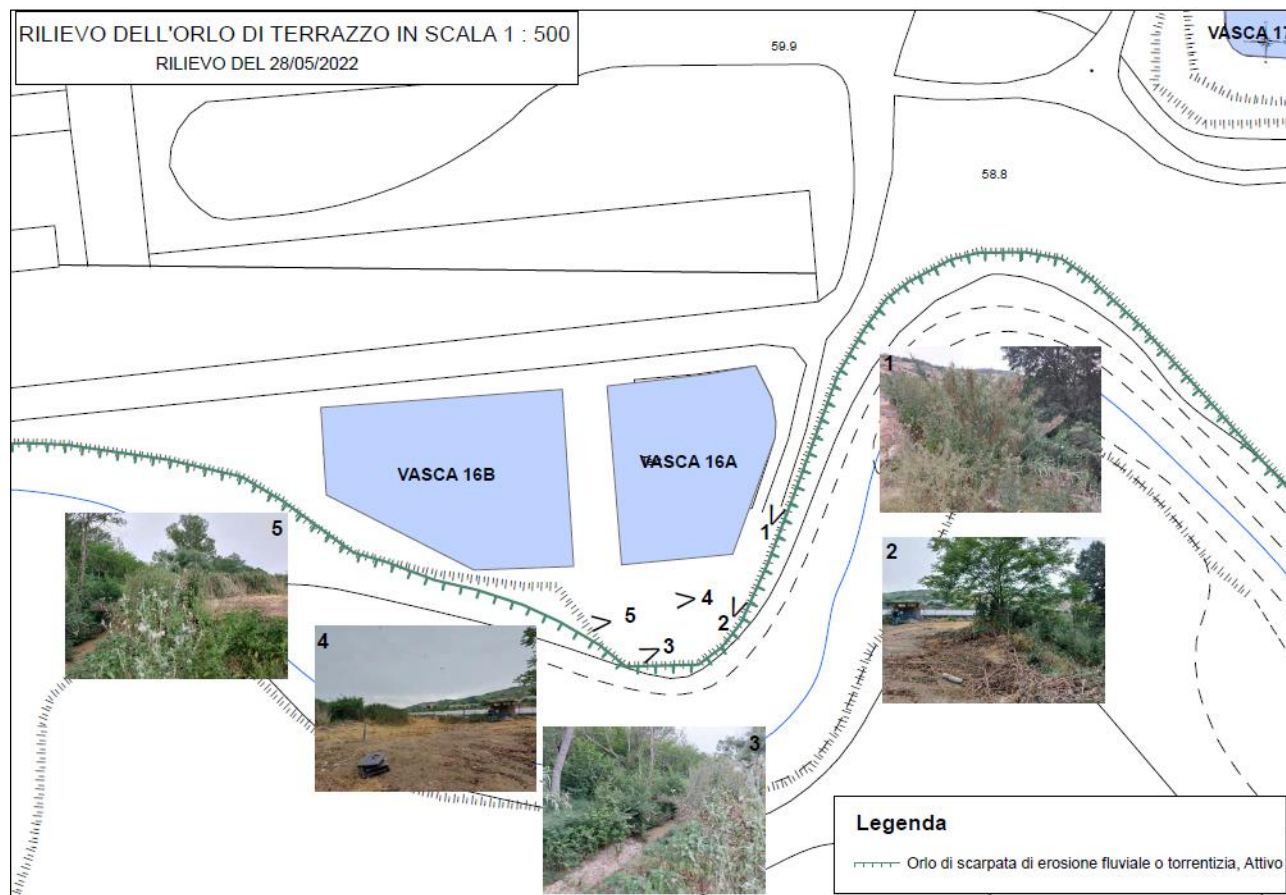 RILIEVO DELL'ORLO DI TERRAZZO IN SCALA 1 : 500
RILIEVO DEL 28/05/2022
59.9
VASCA 17
58.8
1
VASCA 16A
VASCA 16B
1
5
2
4
5
2
3
4
3
Legenda
Orlo di scarpata di erosione fluviale o torrentizia, Attivo